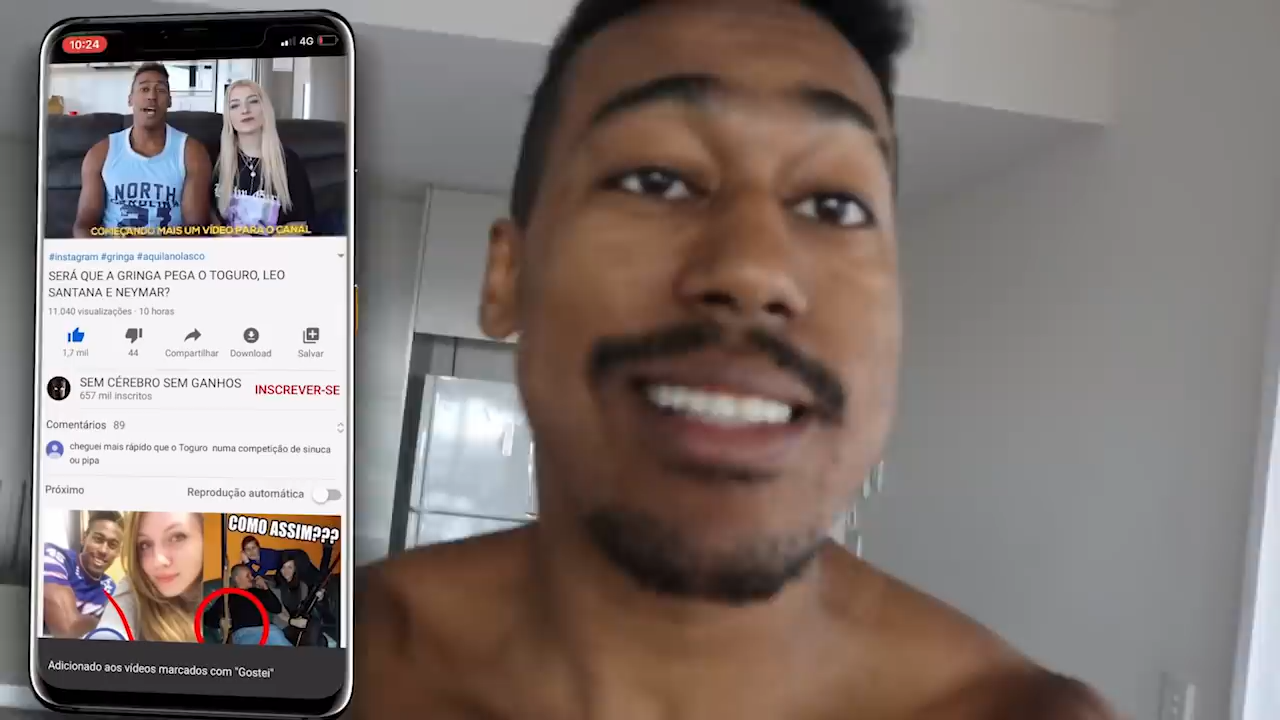 10:24
4G
NORTH
COMEÇANDO MAIS UM VÍDEO PARA O CANAL
#instagram #gringa #aquilanolasco
SERÁ QUE A GRINGA PEGA O TOGURO, LEO
SANTANA E NEYMAR?
11.040 visualizações · 10 horas
1,7 mil
44
Compartilhar
Download
Salvar
SEM CÉREBRO SEM GANHOS
INSCREVER-SE
657 mil inscritos
Comentários 89
cheguei mais rápido que o Toguro numa competição de sinuca
ou pipa
Próximo
Reprodução automática
COMO ASSIM???
Adicionado aos vídeos marcados com "Gostei"